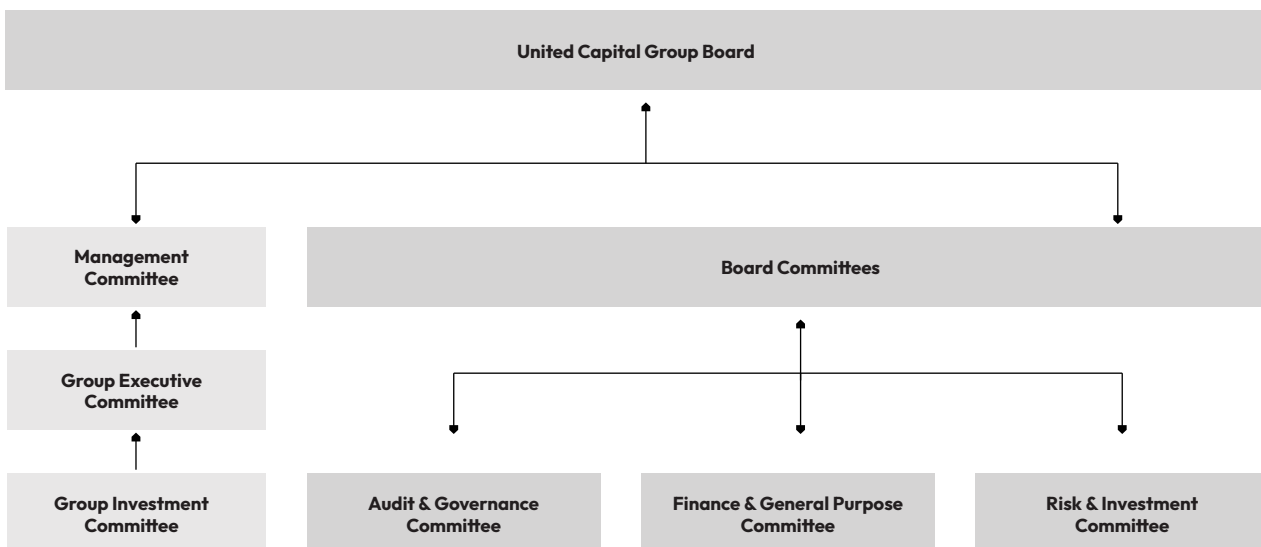 United Capital Group Board
Management
Committee
Board Committees
Group Executive
Committee
Group Investment
Committee
Audit & Governance
Committee
Finance & General Purpose
Committee
Risk & Investment
Committee